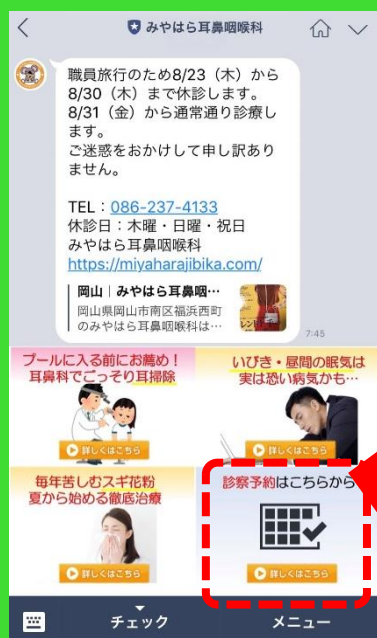 みやはら耳鼻咽喉科
職員旅行のため8/23（木）から
8/30（木）まで休診します。
8/31（金）から通常通り診療し
ます。
ご迷惑をおかけして申し訳あり
ません。
TEL：086-237-4133
休診日：木曜・日曜・祝日
みやはら耳鼻咽喉科
https://miyaharajibika.com/
岡山｜みやはら耳鼻咽…
岡山県岡山市南区福浜西町
のみやはら耳鼻咽喉科は…
7:45
プールに入る前にお薦め！
耳鼻科でごっそり耳掃除
詳しくはこちら
いびき・昼間の眠気は
実は恐い病気かも…
詳しくはこちら
毎年苦しむスギ花粉
夏から始める徹底治療
詳しくはこちら
診察予約はこちらから
詳しくはこちら
チェック
メニュー